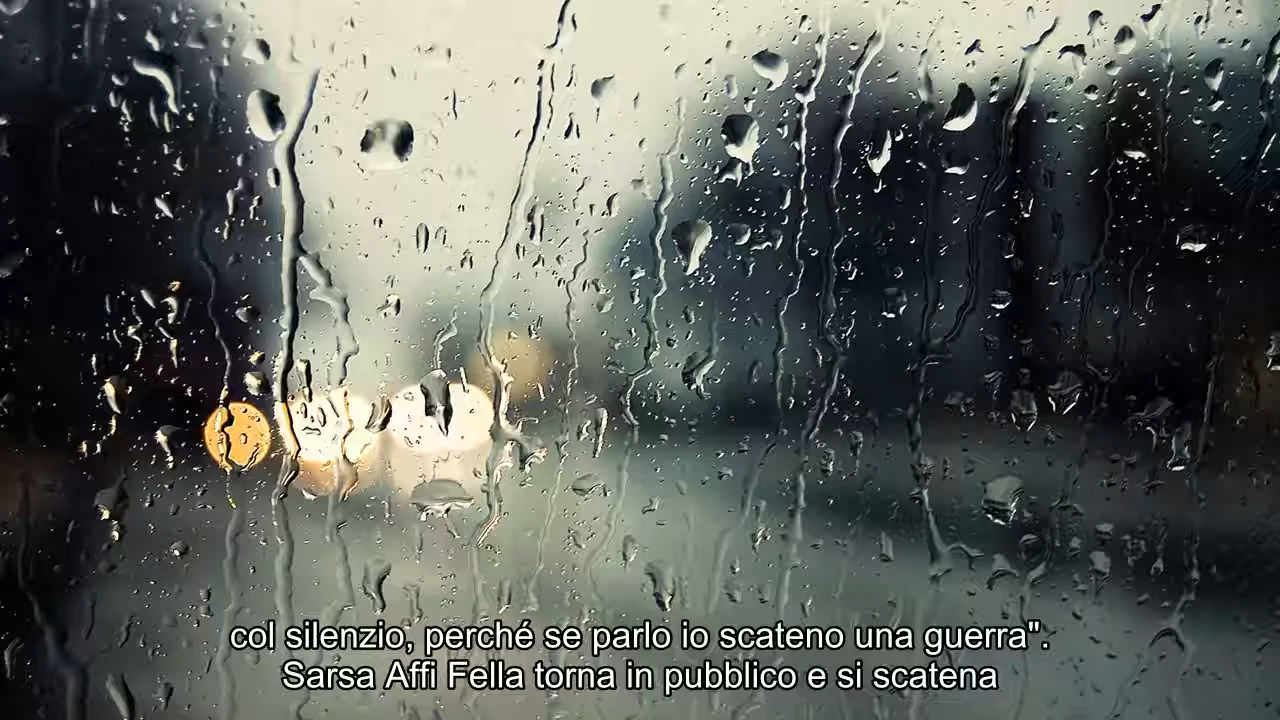 col silenzio, perché se parlo io scateno una guerra".
Sarsa Affi Fella torna in pubblico e si scatena